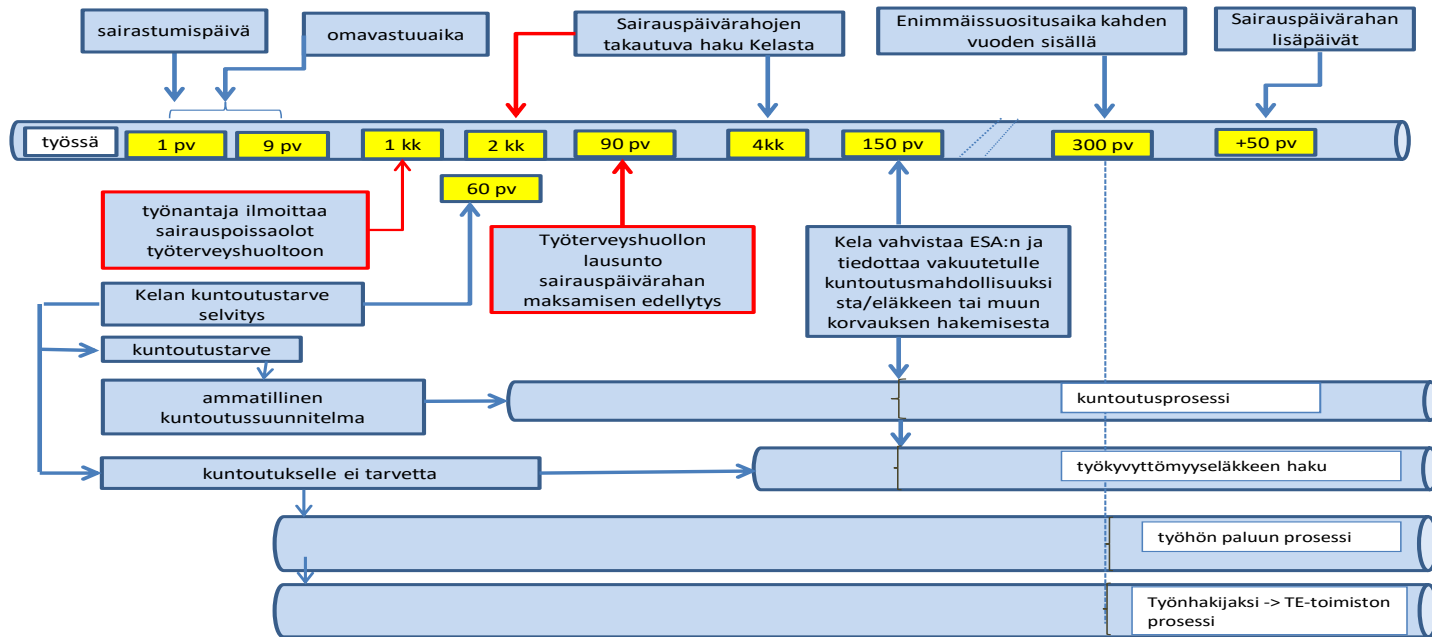 sairastumispäivä
omavastuuaika
Sairauspäivärahojen
takautuva haku Kelasta
Enimmäissuositusaika kahden
vuoden sisällä
Sairauspäivärahan
lisäpäivät
työssä
1 pv
9 pv
1 kk
2 kk
90 pv
4kk
150 pv
300 pv
+50 pv
60 pv
työnantaja ilmoittaa
sairauspoissaolot
työterveyshuoltoon
Työterveyshuollon
lausunto
sairauspäivärahan
maksamisen edellytys
Kela vahvistaa ESA:n ja
tiedottaa vakuutetulle
kuntoutusmahdollisuuksi
sta/eläkkeen tai muun
korvauksen hakemisesta
Kelan kuntoutustarve
selvitys
kuntoutustarve
ammatillinen
kuntoutussuunnitelma
kuntoutusprosessi
kuntoutukselle ei tarvetta
työkyvyttömyyseläkkeen haku
työhön paluun prosessi
Työnhakijaksi -> TE-toimiston
prosessi